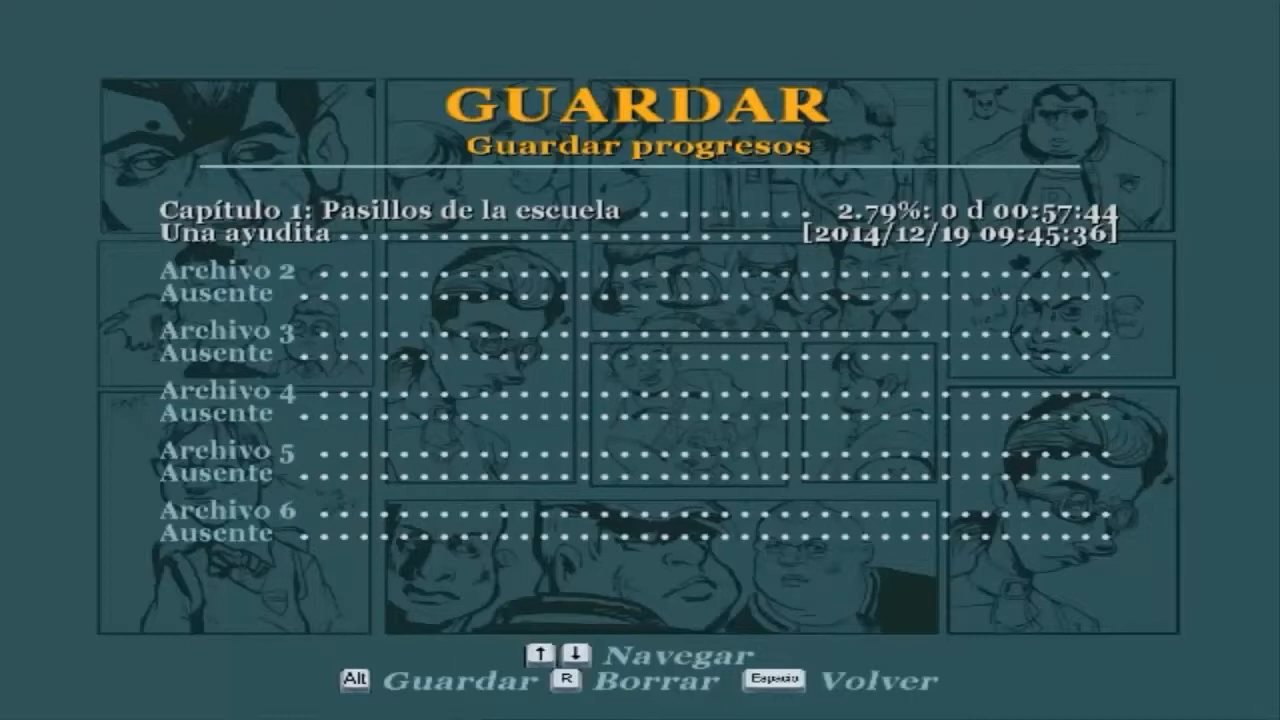 GUARDAR
Guardar progresos
Capítulo 1: Pasillos de la escuela . . . . . . . . . 2.79%: 0 d 00:57:44
Una ayudita . . . . . . . . . . . . . . . . . . . . . . [2014/12/19 09:45:36]
Archivo 2 . . . . . . . . . . . . . . . . . . . . . . . . . . . . . . . . . . . . . . . .
Ausente . . . . . . . . . . . . . . . . . . . . . . . . . . . . . . . . . . . . . . . . .
Archivo 3 . . . . . . . . . . . . . . . . . . . . . . . . . . . . . . . . . . . . . . . .
Ausente . . . . . . . . . . . . . . . . . . . . . . . . . . . . . . . . . . . . . . . . .
Archivo 4 . . . . . . . . . . . . . . . . . . . . . . . . . . . . . . . . . . . . . . . .
Ausente . . . . . . . . . . . . . . . . . . . . . . . . . . . . . . . . . . . . . . . . .
Archivo 5 . . . . . . . . . . . . . . . . . . . . . . . . . . . . . . . . . . . . . . . .
Ausente . . . . . . . . . . . . . . . . . . . . . . . . . . . . . . . . . . . . . . . . .
Archivo 6 . . . . . . . . . . . . . . . . . . . . . . . . . . . . . . . . . . . . . . . .
Ausente . . . . . . . . . . . . . . . . . . . . . . . . . . . . . . . . . . . . . . . . .
↑ ↓ Navegar
Alt Guardar R Borrar Espacio Volver